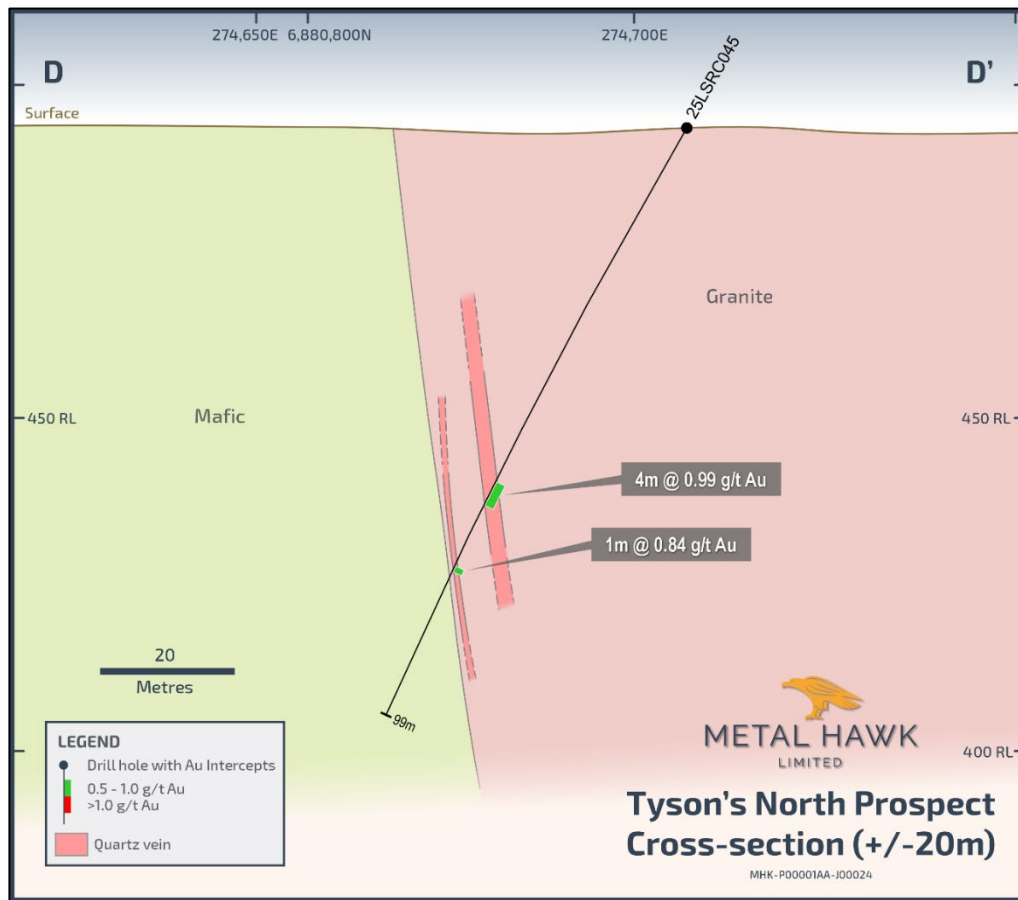 274,650E 6,880,800N
274,700E
D
D'
25LSRC045
Surface
Granite
450 RL
Mafic
450 RL
4m @ 0.99 g/t Au
1m @ 0.84 g/t Au
20
Metres
99m
METAL HAWK
LIMITED
400 RL
LEGEND
Drill hole with Au Intercepts
0.5 - 1.0 g/t Au
>1.0 g/t Au
Quartz vein
Tyson's North Prospect
Cross-section (+/-20m)
MHK-P00001AA-J00024